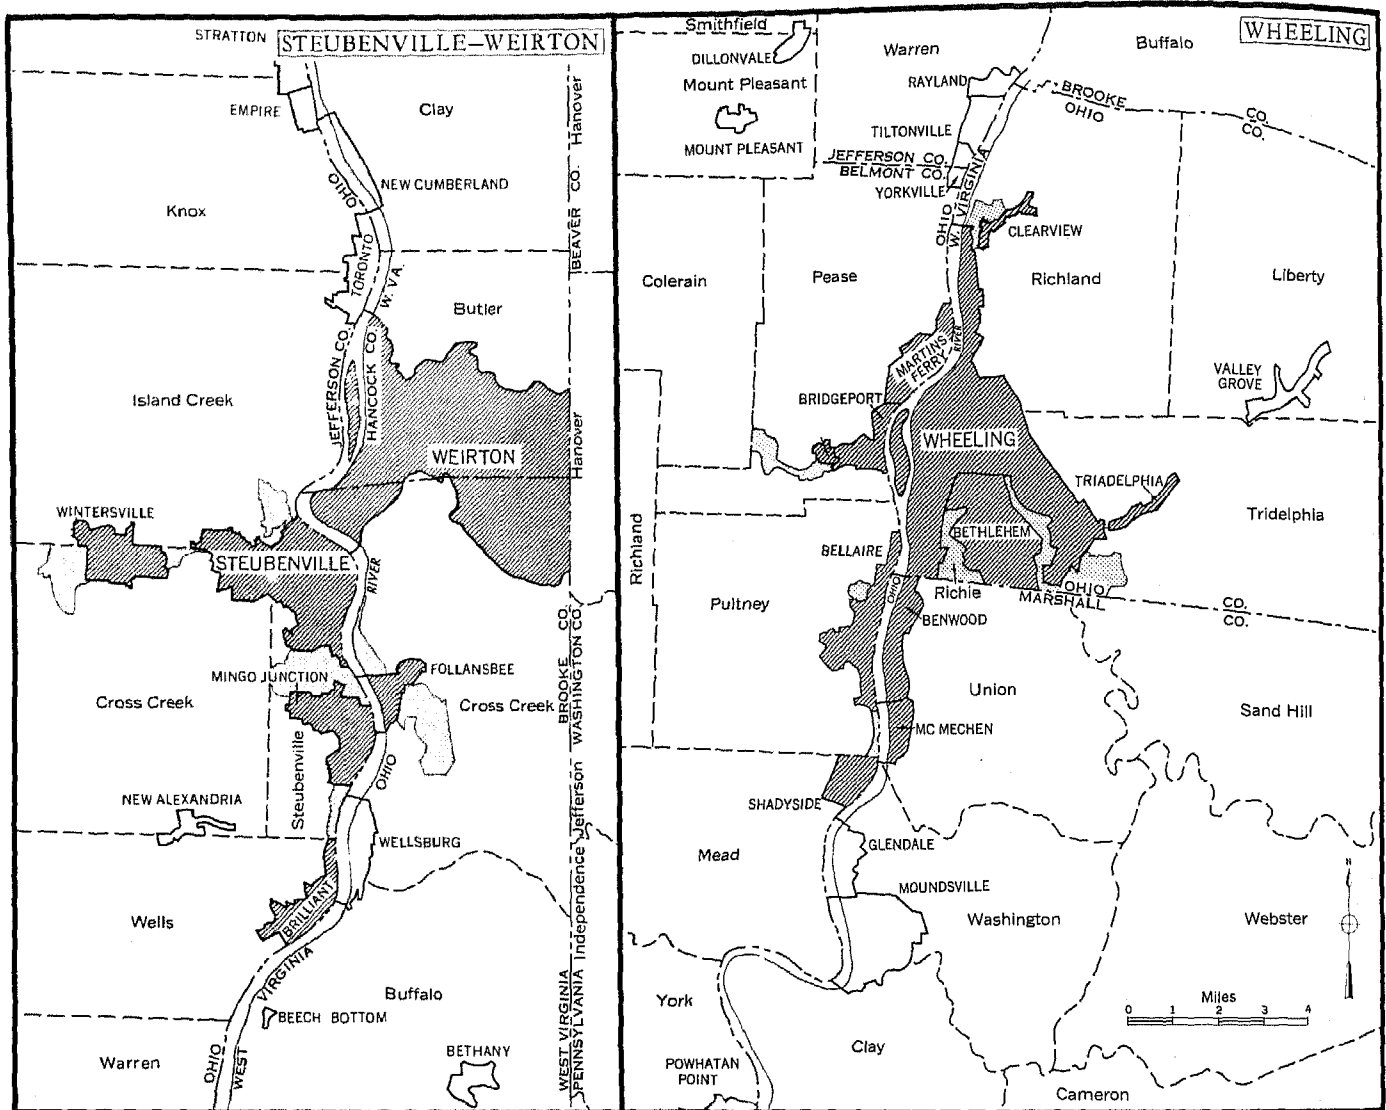 STRATTON
STEUBENVILLE–WEIRTON
EMPIRE
Clay
Hanover
BEAVER CO.
NEW CUMBERLAND
OHIO
Knox
TORONTO
W. VA.
Butler
JEFFERSON CO.
HANCOCK CO.
Island Creek
WEIRTON
Hanover
WINTERSVILLE
STEUBENVILLE
RIVER
MINGO JUNCTION
FOLLANSBEE
Cross Creek
Cross Creek
BROOKE CO.
WASHINGTON CO.
Steubenville
OHIO
Jefferson
NEW ALEXANDRIA
WELLSBURG
Independence
Wells
BRILLIANT
VIRGINIA
Buffalo
BEECH BOTTOM
WEST VIRGINIA
PENNSYLVANIA
Warren
OHIO
WEST
BETHANY
Smithfield
DILLONVALE
Warren
Buffalo
WHEELING
Mount Pleasant
RAYLAND
BROOKE CO.
OHIO CO.
MOUNT PLEASANT
TILTONVILLE
JEFFERSON CO.
BELMONT CO.
YORKVILLE
OHIO
W. VIRGINIA
CLEARVIEW
Colerain
Pease
Richland
Liberty
MARTINS
FERRY
RIVER
VALLEY
GROVE
BRIDGEPORT
WHEELING
TRIADELPHIA
Tridelphia
BETHLEHEM
BELLAIRE
Richland
Pultney
OHIO
Richie
OHIO CO.
MARSHALL CO.
BENWOOD
Union
Sand Hill
MC MECHEN
SHADYSIDE
Mead
GLENDALE
MOUNDSVILLE
Washington
Webster
N
York
Miles
0 1 2 3 4
Clay
POWHATAN
POINT
Cameron